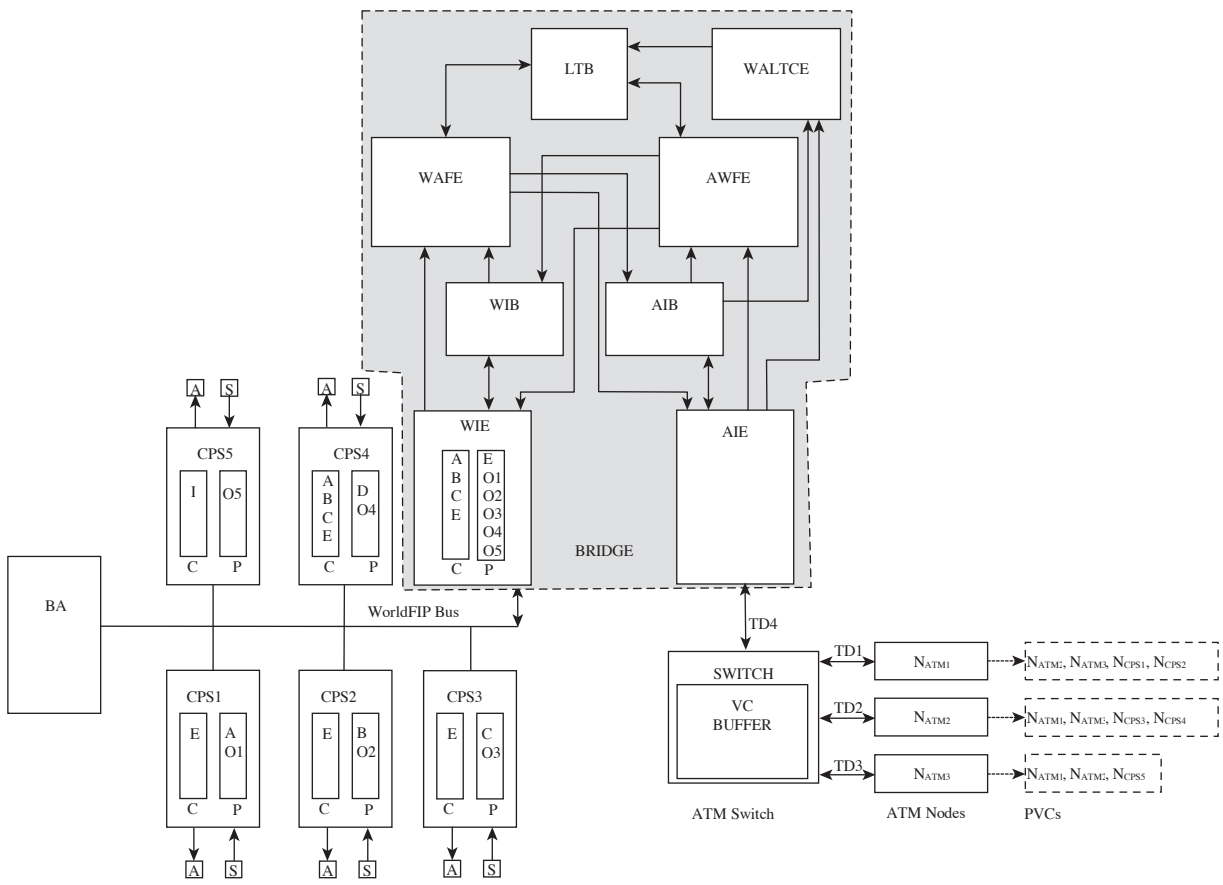 LTB
WALTCE
WAFE
AWFE
WIB
AIB
WIE
A
B
C
E
C
E
O1
O2
O3
O4
O5
P
AIE
BRIDGE
A
S
CPS5
I
C
O5
P
A
S
CPS4
A
B
C
E
C
D
O4
P
BA
WorldFIP Bus
CPS1
E
C
A
O1
P
A
S
CPS2
E
C
B
O2
P
A
S
CPS3
E
C
C
O3
P
A
S
TD4
SWITCH
VC
BUFFER
TD1
NATM1
NATM2, NATM3, NCPS1, NCPS2
TD2
NATM2
NATM1, NATM3, NCPS3, NCPS4
TD3
NATM3
NATM1, NATM2, NCPS5
ATM Switch
ATM Nodes
PVCs